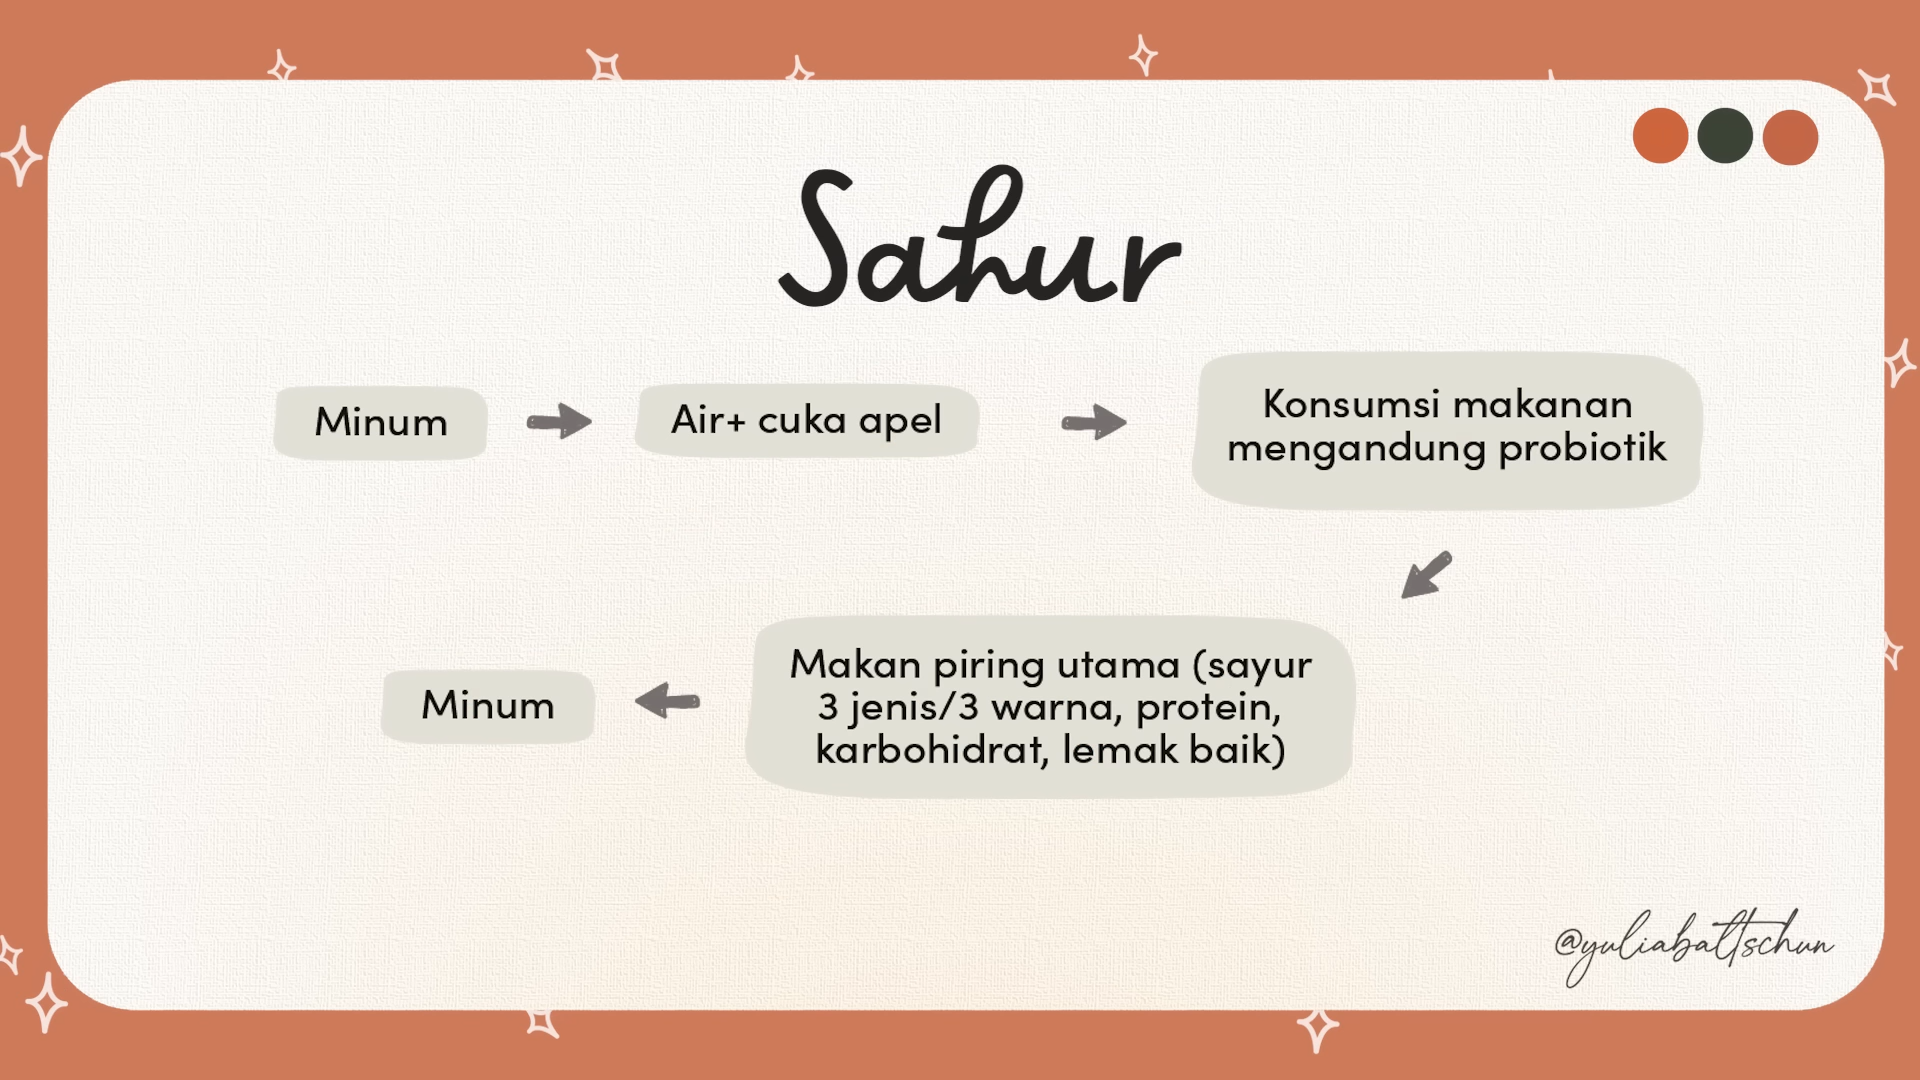 Sahur
Minum
Air+ cuka apel
Konsumsi makanan
mengandung probiotik
Makan piring utama (sayur
3 jenis/3 warna, protein,
karbohidrat, lemak baik)
Minum
@yuliabaltschun